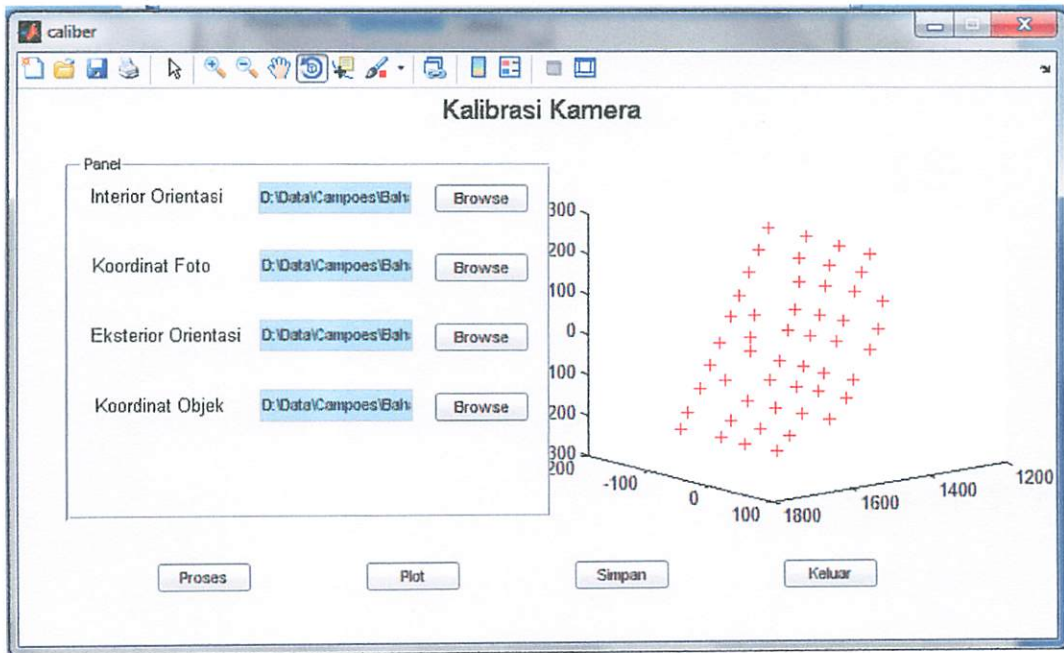 caliber
Kalibrasi Kamera
Panel
Interior Orientasi D:\Data\Campoes\Bah Browse
Koordinat Foto D:\Data\Campoes\Bah Browse
Eksterior Orientasi D:\Data\Campoes\Bah Browse
Koordinat Objek D:\Data\Campoes\Bah Browse
300
200
100
0
100
200
300
200
-100
0
100
1800
1600
1400
1200
Proses Plot Simpan Keluar